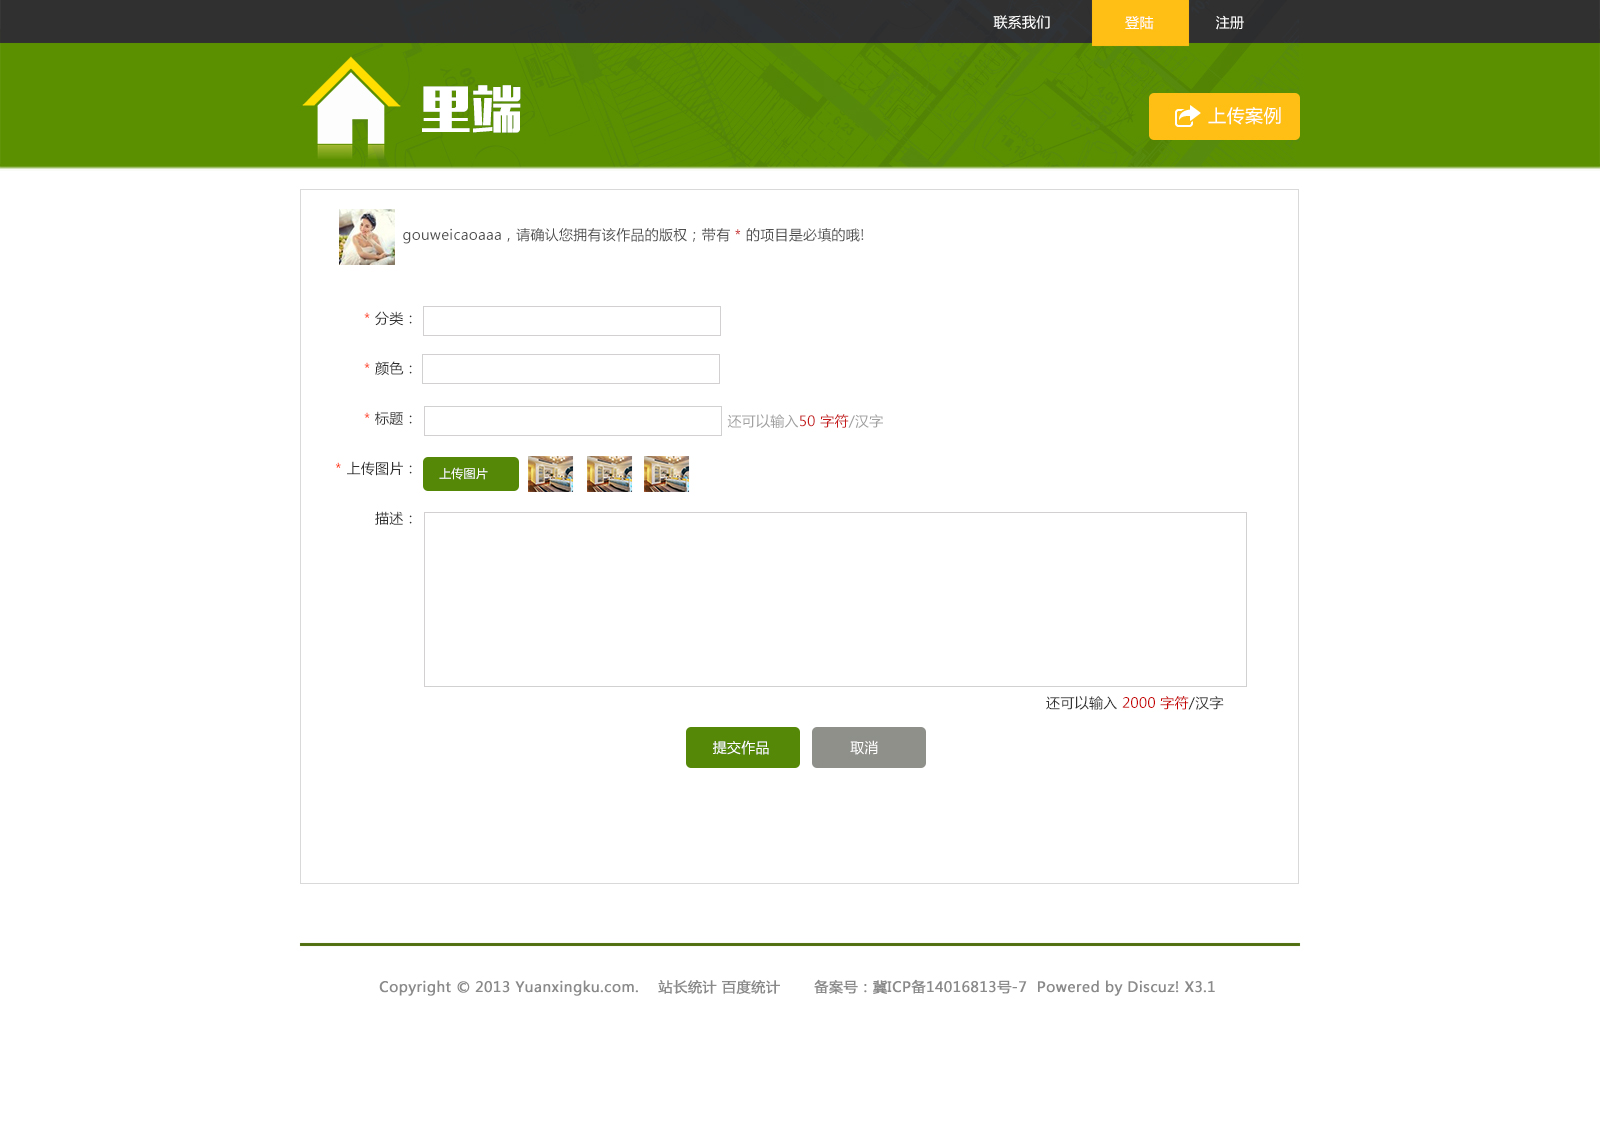 联系我们 登陆 注册
里端
上传案例
gouweicaoaaa，请确认您拥有该作品的版权；带有 * 的项目是必填的哦!
* 分类：
* 颜色：
* 标题： 还可以输入50 字符/汉字
* 上传图片： 上传图片
描述：
还可以输入 2000 字符/汉字
提交作品 取消
Copyright © 2013 Yuanxingku.com. 站长统计 百度统计 备案号：冀ICP备14016813号-7 Powered by Discuz! X3.1